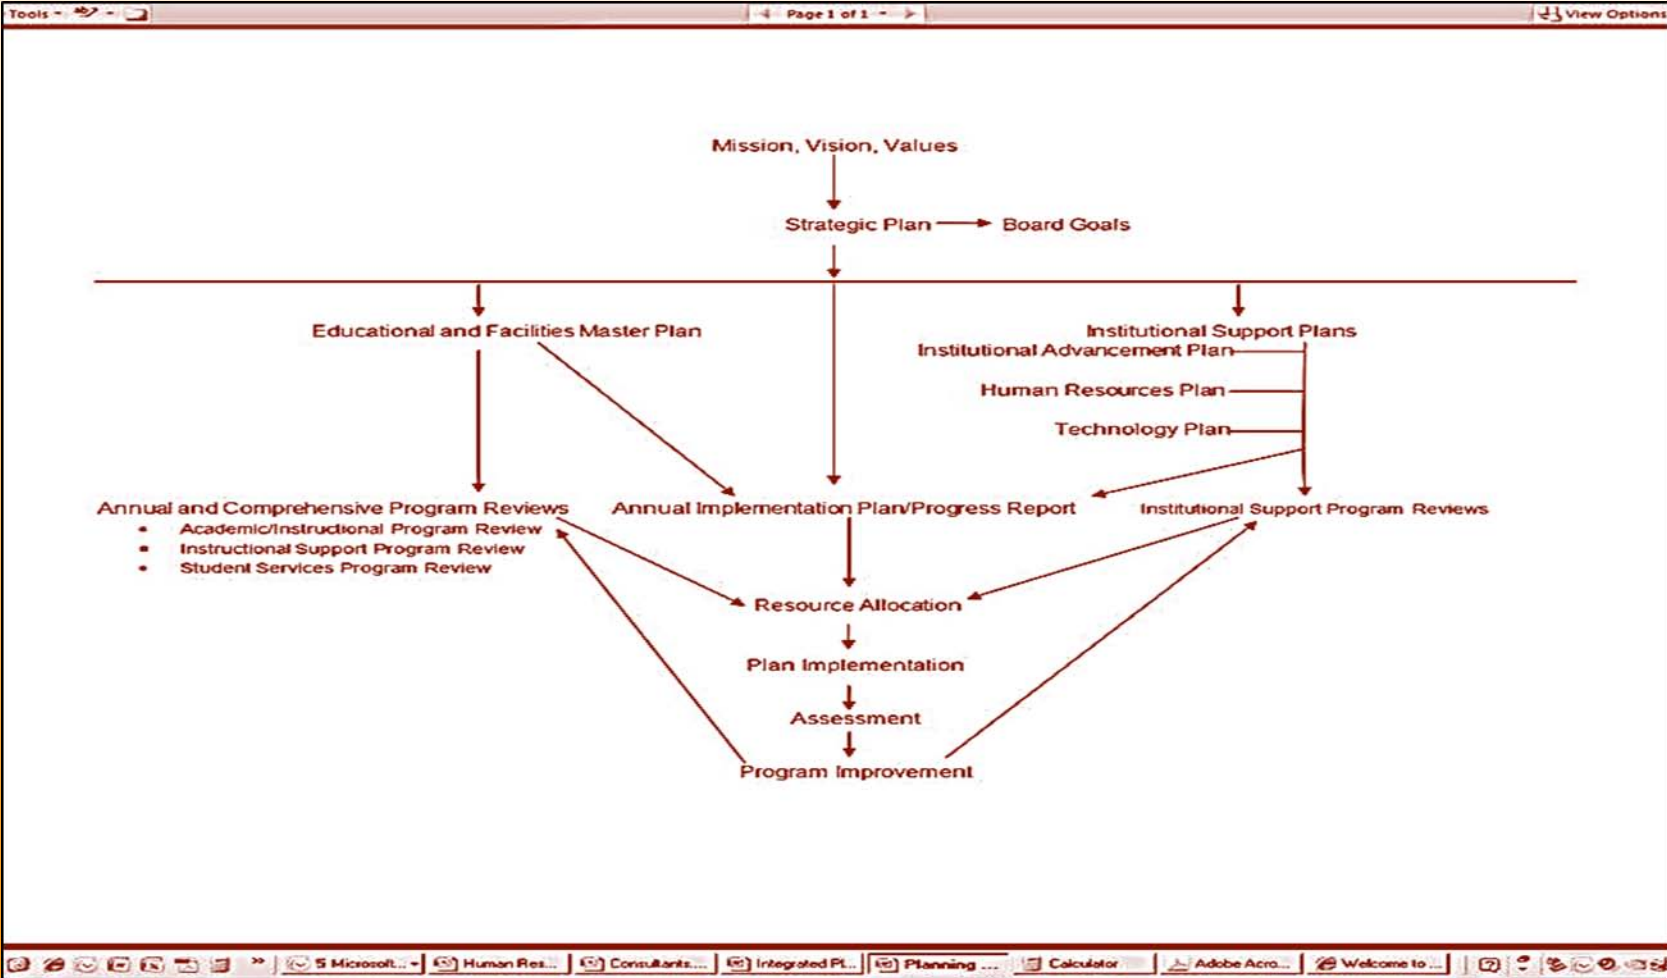 Tools
Page 1 of 1
View Options
Mission, Vision, Values
Strategic Plan
Board Goals
Educational and Facilities Master Plan
Institutional Support Plans
Institutional Advancement Plan
Human Resources Plan
Technology Plan
Annual and Comprehensive Program Reviews
Annual Implementation Plan/Progress Report
Institutional Support Program Reviews
• Academic/Instructional Program Review
• Instructional Support Program Review
• Student Services Program Review
Resource Allocation
Plan Implementation
Assessment
Program Improvement
5 Microsoft...
Human Res...
Consultants...
Integrated Pl...
Planning ...
Calculator
Adobe Acro...
Welcome to ...